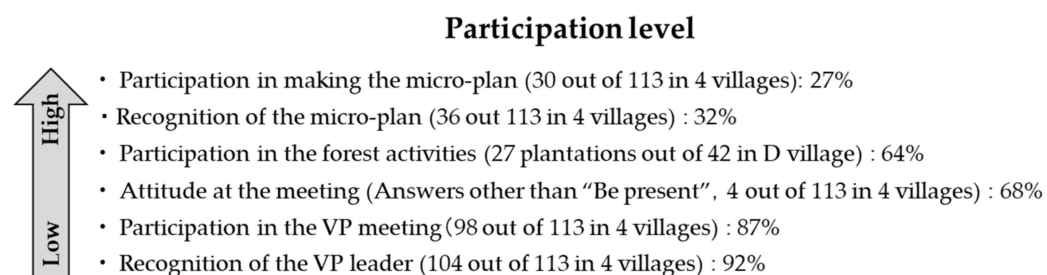 Participation level
• Participation in making the micro-plan (30 out of 113 in 4 villages): 27%
• Recognition of the micro-plan (36 out 113 in 4 villages) : 32%
• Participation in the forest activities (27 plantations out of 42 in D village) : 64%
• Attitude at the meeting (Answers other than “Be present”, 4 out of 113 in 4 villages) : 68%
• Participation in the VP meeting (98 out of 113 in 4 villages) : 87%
• Recognition of the VP leader (104 out of 113 in 4 villages) : 92%
High
Low